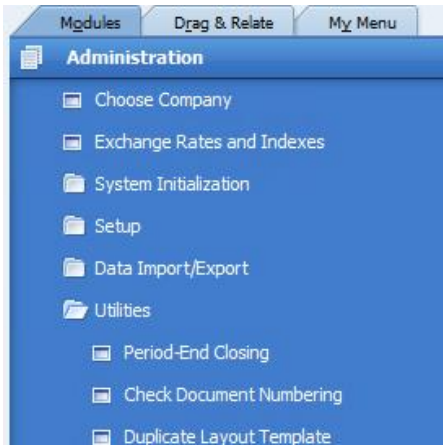 Modules Drag & Relate My Menu
Administration
Choose Company
Exchange Rates and Indexes
System Initialization
Setup
Data Import/Export
Utilities
Period-End Closing
Check Document Numbering
Duplicate Layout Template